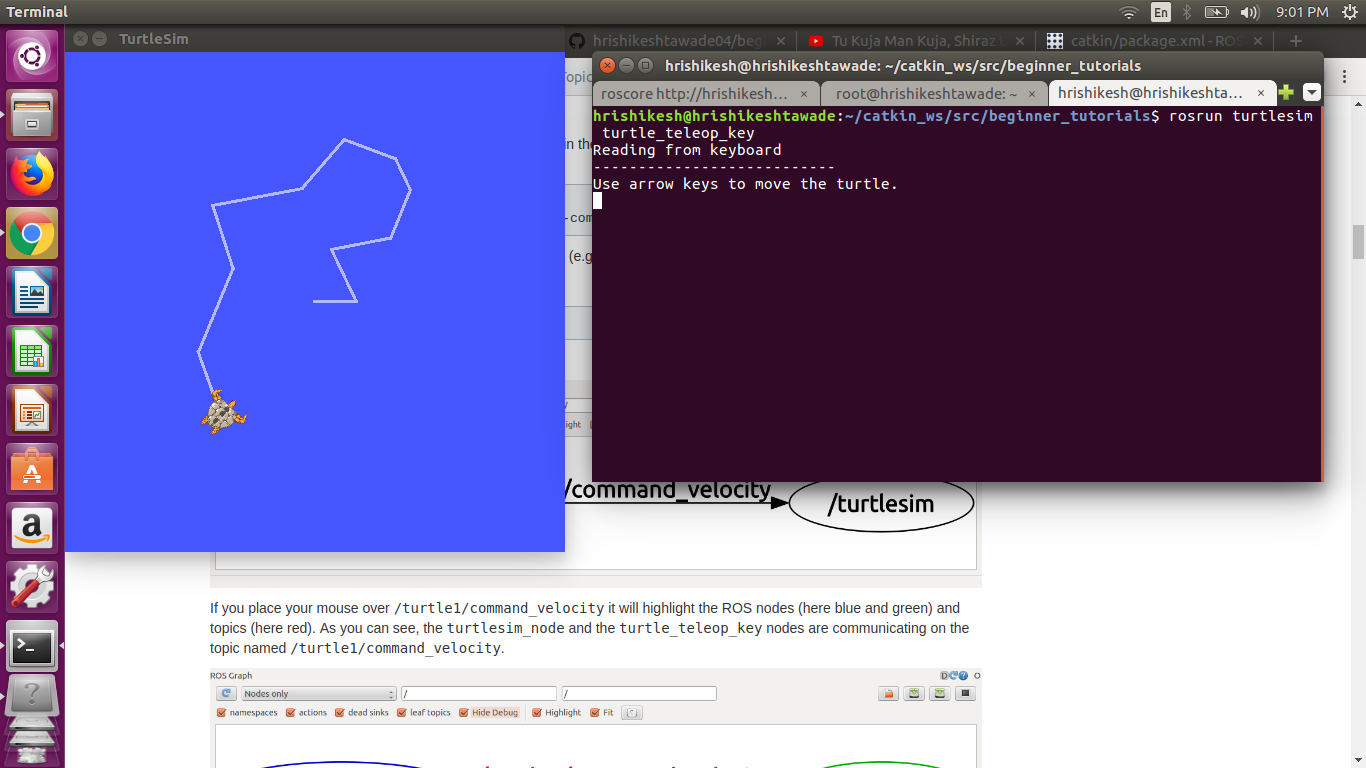 Terminal
En
9:01 PM
TurtleSim
hrishikeshtawade04/beg
Tu Kuja Man Kuja, Shiraz
catkin/package.xml - ROS
hrishikesh@hrishikeshtawade: ~/catkin_ws/src/beginner_tutorials
roscore http://hrishikesh...
root@hrishikeshtawade: ~
hrishikesh@hrishikeshta...
hrishikesh@hrishikeshtawade:~/catkin_ws/src/beginner_tutorials$ rosrun turtlesim
turtle_teleop_key
Reading from keyboard
---------------------------
Use arrow keys to move the turtle.
(e.g
/command_velocity
/turtlesim
If you place your mouse over /turtle1/command_velocity it will highlight the ROS nodes (here blue and green) and
topics (here red). As you can see, the turtlesim_node and the turtle_teleop_key nodes are communicating on the
topic named /turtle1/command_velocity.
ROS Graph
Nodes only
/
/
namespaces
actions
dead sinks
leaf topics
Hide Debug
Highlight
Fit